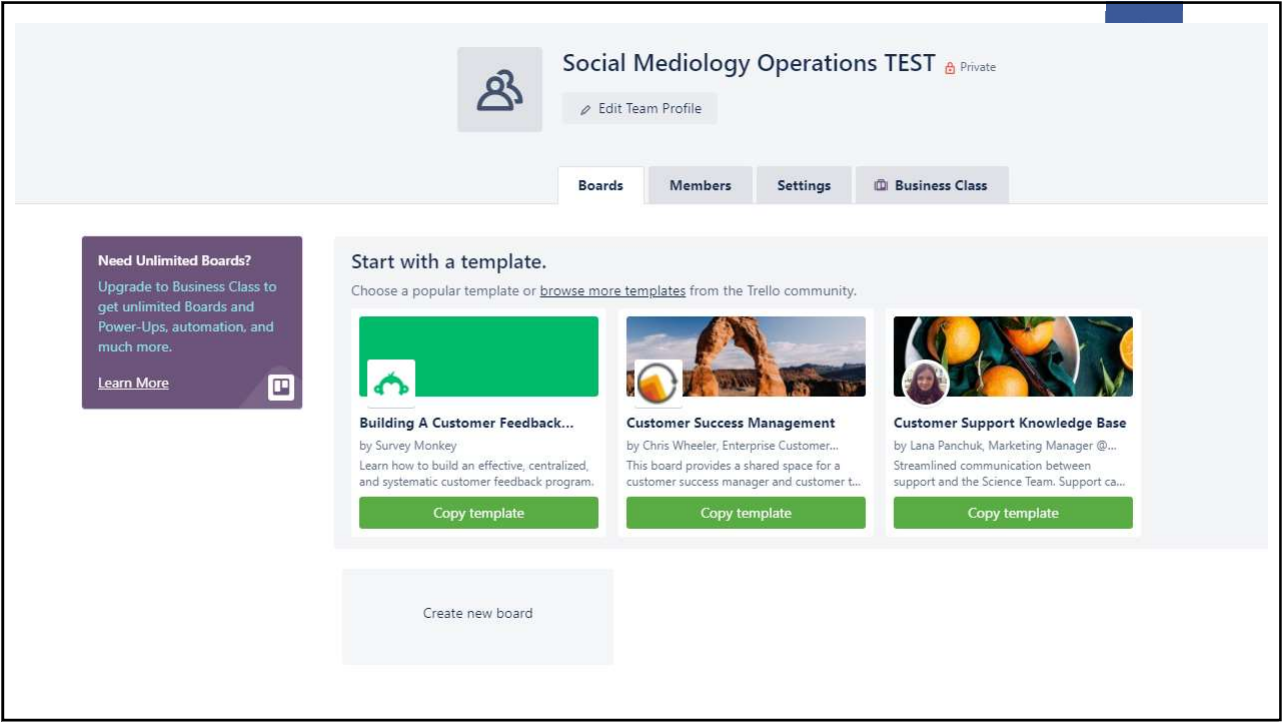 Social Mediology Operations TEST Private
Edit Team Profile
Boards Members Settings Business Class
Need Unlimited Boards?
Upgrade to Business Class to
get unlimited Boards and
Power-Ups, automation, and
much more.
Learn More
Start with a template.
Choose a popular template or browse more templates from the Trello community.
Building A Customer Feedback...
by Survey Monkey
Learn how to build an effective, centralized,
and systematic customer feedback program.
Copy template
Customer Success Management
by Chris Wheeler, Enterprise Customer...
This board provides a shared space for a
customer success manager and customer t...
Copy template
Customer Support Knowledge Base
by Lana Panchuk, Marketing Manager @...
Streamlined communication between
support and the Science Team. Support ca...
Copy template
Create new board